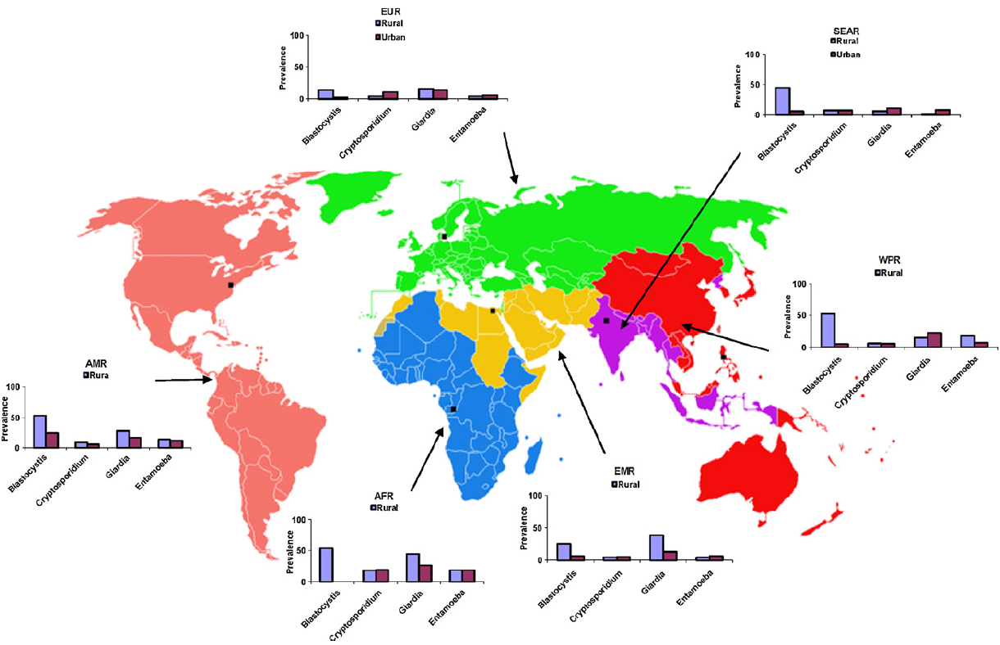 EUR
Rural
Urban
100
50
0
Prevalence
Blastocystis
Cryptosporidium
Giardia
Entamoeba
SEAR
Rural
Urban
100
50
0
Prevalence
Blastocystis
Cryptosporidium
Giardia
Entamoeba
WPR
Rural
100
50
0
Prevalence
Blastocystis
Cryptosporidium
Giardia
Entamoeba
AMR
Rura
100
50
0
Prevalence
Blastocystis
Cryptosporidium
Giardia
Entamoeba
AFR
Rural
100
50
0
Prevalence
Blastocystis
Cryptosporidium
Giardia
Entamoeba
EMR
Rural
100
50
0
Prevalence
Blastocystis
Cryptosporidium
Giardia
Entamoeba